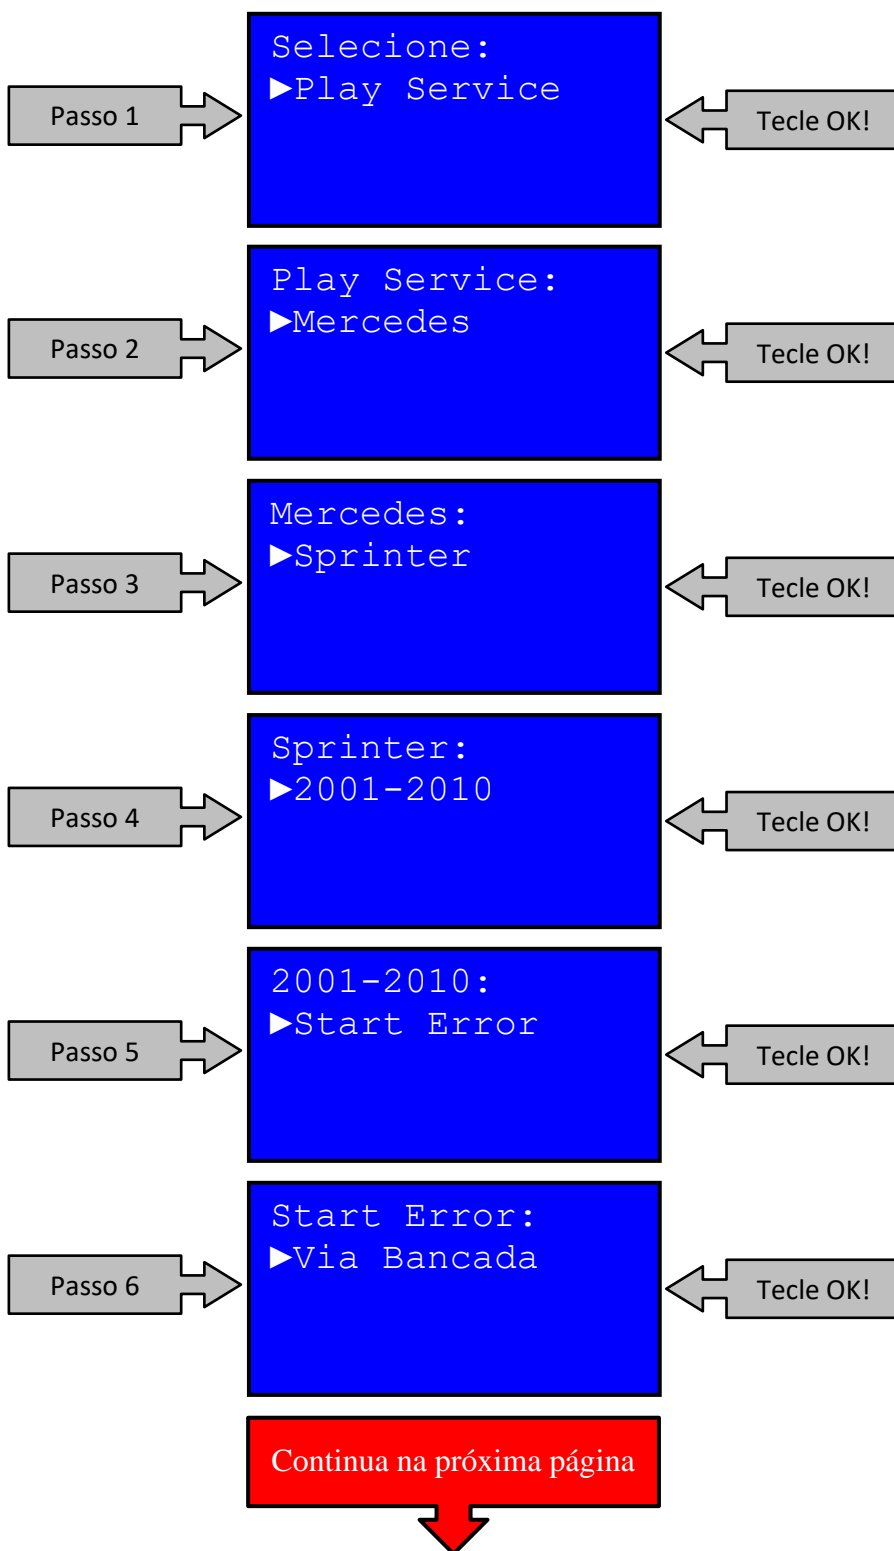 Passo 1
Selecione:
►Play Service
Tecle OK!
Passo 2
Play Service:
►Mercedes
Tecle OK!
Passo 3
Mercedes:
►Sprinter
Tecle OK!
Passo 4
Sprinter:
►2001-2010
Tecle OK!
Passo 5
2001-2010:
►Start Error
Tecle OK!
Passo 6
Start Error:
►Via Bancada
Tecle OK!
Continua na próxima página